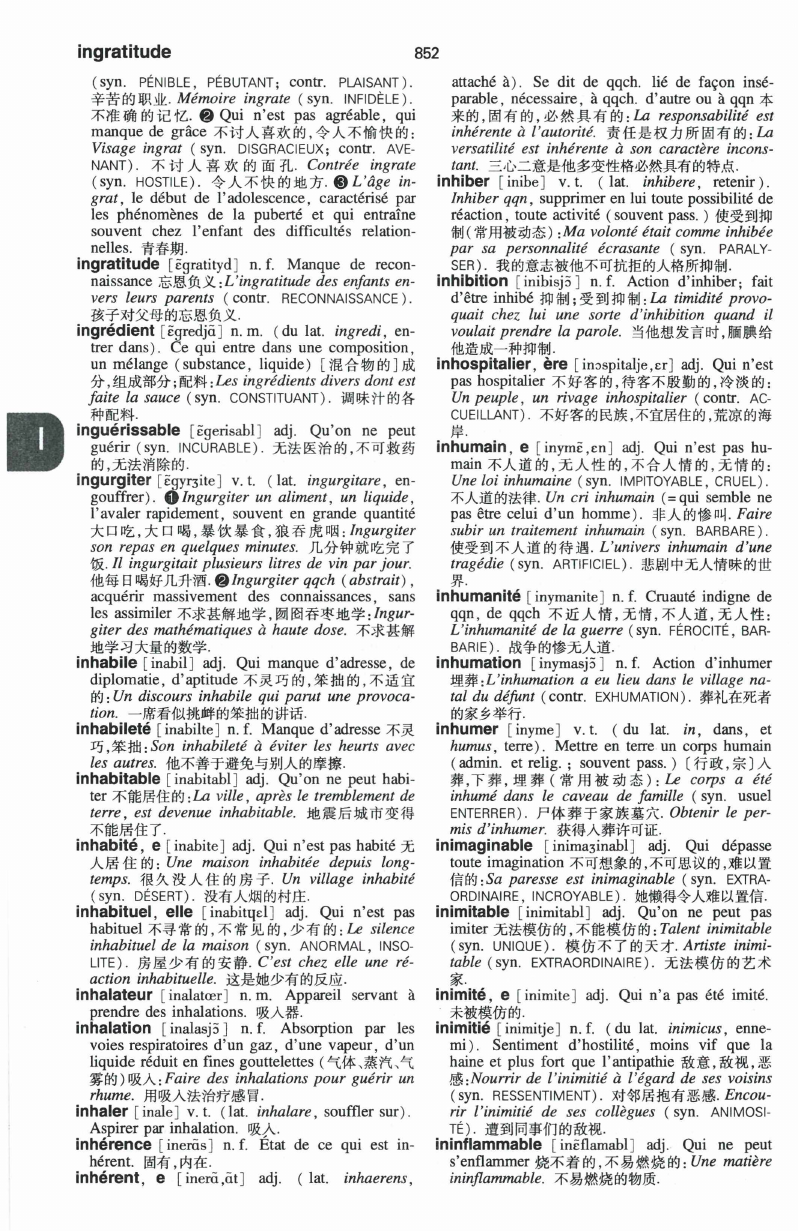 ingratitude
852
(syn. PÉNIBLE, PÉBUTANT; contr. PLAISANT).
辛苦的职业. Mémoire ingrate (syn. INFIDÈLE).
不准确的记忆. ❷ Qui n'est pas agréable, qui
manque de grâce 不讨人喜欢的,令人不愉快的:
Visage ingrat (syn. DISGRACIEUX; contr. AVE-
NANT). 不讨人喜欢的面孔. Contrée ingrate
(syn. HOSTILE). 令人不快的地方. ❸ L'âge in-
grat, le début de l'adolescence, caractérisé par
les phénomènes de la puberté et qui entraîne
souvent chez l'enfant des difficultés relation-
nelles. 青春期.
ingratitude [ɛ̃gratityd] n.f. Manque de recon-
naissance 忘恩负义:L'ingratitude des enfants en-
vers leurs parents (contr. RECONNAISSANCE).
孩子对父母的忘恩负义.
ingrédient [ɛ̃gredjɑ̃] n.m. (du lat. ingredi, en-
trer dans). Ce qui entre dans une composition,
un mélange (substance, liquide) [混合物的]成
分,组成部分;配料:Les ingrédients divers dont est
faite la sauce (syn. CONSTITUANT). 调味汁的各
种配料.
inguérissable [ɛ̃gerisabl] adj. Qu'on ne peut
guérir (syn. INCURABLE). 无法医治的,不可救药
的,无法消除的.
ingurgiter [ɛ̃gyrʒite] v.t. (lat. ingurgitare, en-
gouffrer). ❶ Ingurgiter un aliment, un liquide,
l'avaler rapidement, souvent en grande quantité
大口吃,大口喝,暴饮暴食,狼吞虎咽:Ingurgiter
son repas en quelques minutes. 几分钟就吃完了
饭. Il ingurgitait plusieurs litres de vin par jour.
他每日喝好几升酒. ❷ Ingurgiter qqch (abstrait),
acquérir massivement des connaissances, sans
les assimiler 不求甚解地学,囫囵吞枣地学:Ingur-
giter des mathématiques à haute dose. 不求甚解
地学习大量的数学.
inhabile [inabil] adj. Qui manque d'adresse, de
diplomatie, d'aptitude 不灵巧的,笨拙的,不适宜
的:Un discours inhabile qui parut une provoca-
tion. 一席看似挑衅的笨拙的讲话.
inhabileté [inabilte] n.f. Manque d'adresse 不灵
巧,笨拙:Son inhabileté à éviter les heurts avec
les autres. 他不善于避免与别人的摩擦.
inhabitable [inabitabl] adj. Qu'on ne peut habi-
ter 不能居住的:La ville, après le tremblement de
terre, est devenue inhabitable. 地震后城市变得
不能居住了.
inhabité, e [inabite] adj. Qui n'est pas habité 无
人居住的: Une maison inhabitée depuis long-
temps. 很久没人住的房子. Un village inhabité
(syn. DÉSERT). 没有人烟的村庄.
inhabituel, elle [inabitɥɛl] adj. Qui n'est pas
habituel 不寻常的,不常见的,少有的: Le silence
inhabituel de la maison (syn. ANORMAL, INSO-
LITE). 房屋少有的安静. C'est chez elle une ré-
action inhabituelle. 这是她少有的反应.
inhalateur [inalatœr] n.m. Appareil servant à
prendre des inhalations. 吸入器.
inhalation [inalasjɔ̃] n.f. Absorption par les
voies respiratoires d'un gaz, d'une vapeur, d'un
liquide réduit en fines gouttelettes (气体、蒸汽、气
雾的)吸入:Faire des inhalations pour guérir un
rhume. 用吸入法治疗感冒.
inhaler [inale] v.t. (lat. inhalare, souffler sur).
Aspirer par inhalation. 吸入.
inhérence [inerɑ̃s] n.f. État de ce qui est in-
hérent. 固有,内在.
inhérent, e [inerɑ̃,ɑ̃t] adj. (lat. inhaerens,
I
attaché à). Se dit de qqch. lié de façon insé-
parable, nécessaire, à qqch. d'autre ou à qqn 本
来的,固有的,必然具有的:La responsabilité est
inhérente à l'autorité. 责任是权力所固有的:La
versatilité est inhérente à son caractère incons-
tant. 三心二意是他多变性格必然具有的特点.
inhiber [inibe] v.t. (lat. inhibere, retenir).
Inhiber qqn, supprimer en lui toute possibilité de
réaction, toute activité (souvent pass.) 使受到抑
制(常用被动态):Ma volonté était comme inhibée
par sa personnalité écrasante (syn. PARALY-
SER). 我的意志被他不可抗拒的人格所抑制.
inhibition [inibisjɔ̃] n.f. Action d'inhiber; fait
d'être inhibé 抑制;受到抑制:La timidité provo-
quait chez lui une sorte d'inhibition quand il
voulait prendre la parole. 当他想发言时,腼腆给
他造成一种抑制.
inhospitalier, ère [inɔspitalje,ɛr] adj. Qui n'est
pas hospitalier 不好客的,待客不殷勤的,冷淡的:
Un peuple, un rivage inhospitalier (contr. AC-
CUEILLANT). 不好客的民族,不宜居住的,荒凉的海
岸.
inhumain, e [inymɛ̃,ɛn] adj. Qui n'est pas hu-
main 不人道的,无人性的,不合人情的,无情的:
Une loi inhumaine (syn. IMPITOYABLE, CRUEL).
不人道的法律. Un cri inhumain (=qui semble ne
pas être celui d'un homme). 非人的惨叫. Faire
subir un traitement inhumain (syn. BARBARE).
使受到不人道的待遇. L'univers inhumain d'une
tragédie (syn. ARTIFICIEL). 悲剧中无人情味的世
界.
inhumanité [inymanite] n.f. Cruauté indigne de
qqn, de qqch 不近人情,无情,不人道,无人性:
L'inhumanité de la guerre (syn. FÉROCITÉ, BAR-
BARIE). 战争的惨无人道.
inhumation [inymasjɔ̃] n.f. Action d'inhumer
埋葬:L'inhumation a eu lieu dans le village na-
tal du défunt (contr. EXHUMATION). 葬礼在死者
的家乡举行.
inhumer [inyme] v.t. (du lat. in, dans, et
humus, terre). Mettre en terre un corps humain
(admin. et relig.; souvent pass.) 〔行政,宗〕入
葬,下葬,埋葬(常用被动态): Le corps a été
inhumé dans le caveau de famille (syn. usuel
ENTERRER). 尸体葬于家族墓穴. Obtenir le per-
mis d'inhumer. 获得入葬许可证.
inimaginable [inimaʒinabl] adj. Qui dépasse
toute imagination 不可想象的,不可思议的,难以置
信的:Sa paresse est inimaginable (syn. EXTRA-
ORDINAIRE, INCROYABLE). 她懒得令人难以置信.
inimitable [inimitabl] adj. Qu'on ne peut pas
imiter 无法模仿的,不能模仿的:Talent inimitable
(syn. UNIQUE). 模仿不了的天才. Artiste inimi-
table (syn. EXTRAORDINAIRE). 无法模仿的艺术
家.
inimité, e [inimite] adj. Qui n'a pas été imité.
未被模仿的.
inimitié [inimitje] n.f. (du lat. inimicus, enne-
mi). Sentiment d'hostilité, moins vif que la
haine et plus fort que l'antipathie 敌意,敌视,恶
感:Nourrir de l'inimitié à l'égard de ses voisins
(syn. RESSENTIMENT). 对邻居抱有恶感. Encou-
rir l'inimitié de ses collègues (syn. ANIMOSI-
TÉ). 遭到同事们的敌视.
ininflammable [inɛ̃flamabl] adj. Qui ne peut
s'enflammer 烧不着的,不易燃烧的: Une matière
ininflammable. 不易燃烧的物质.